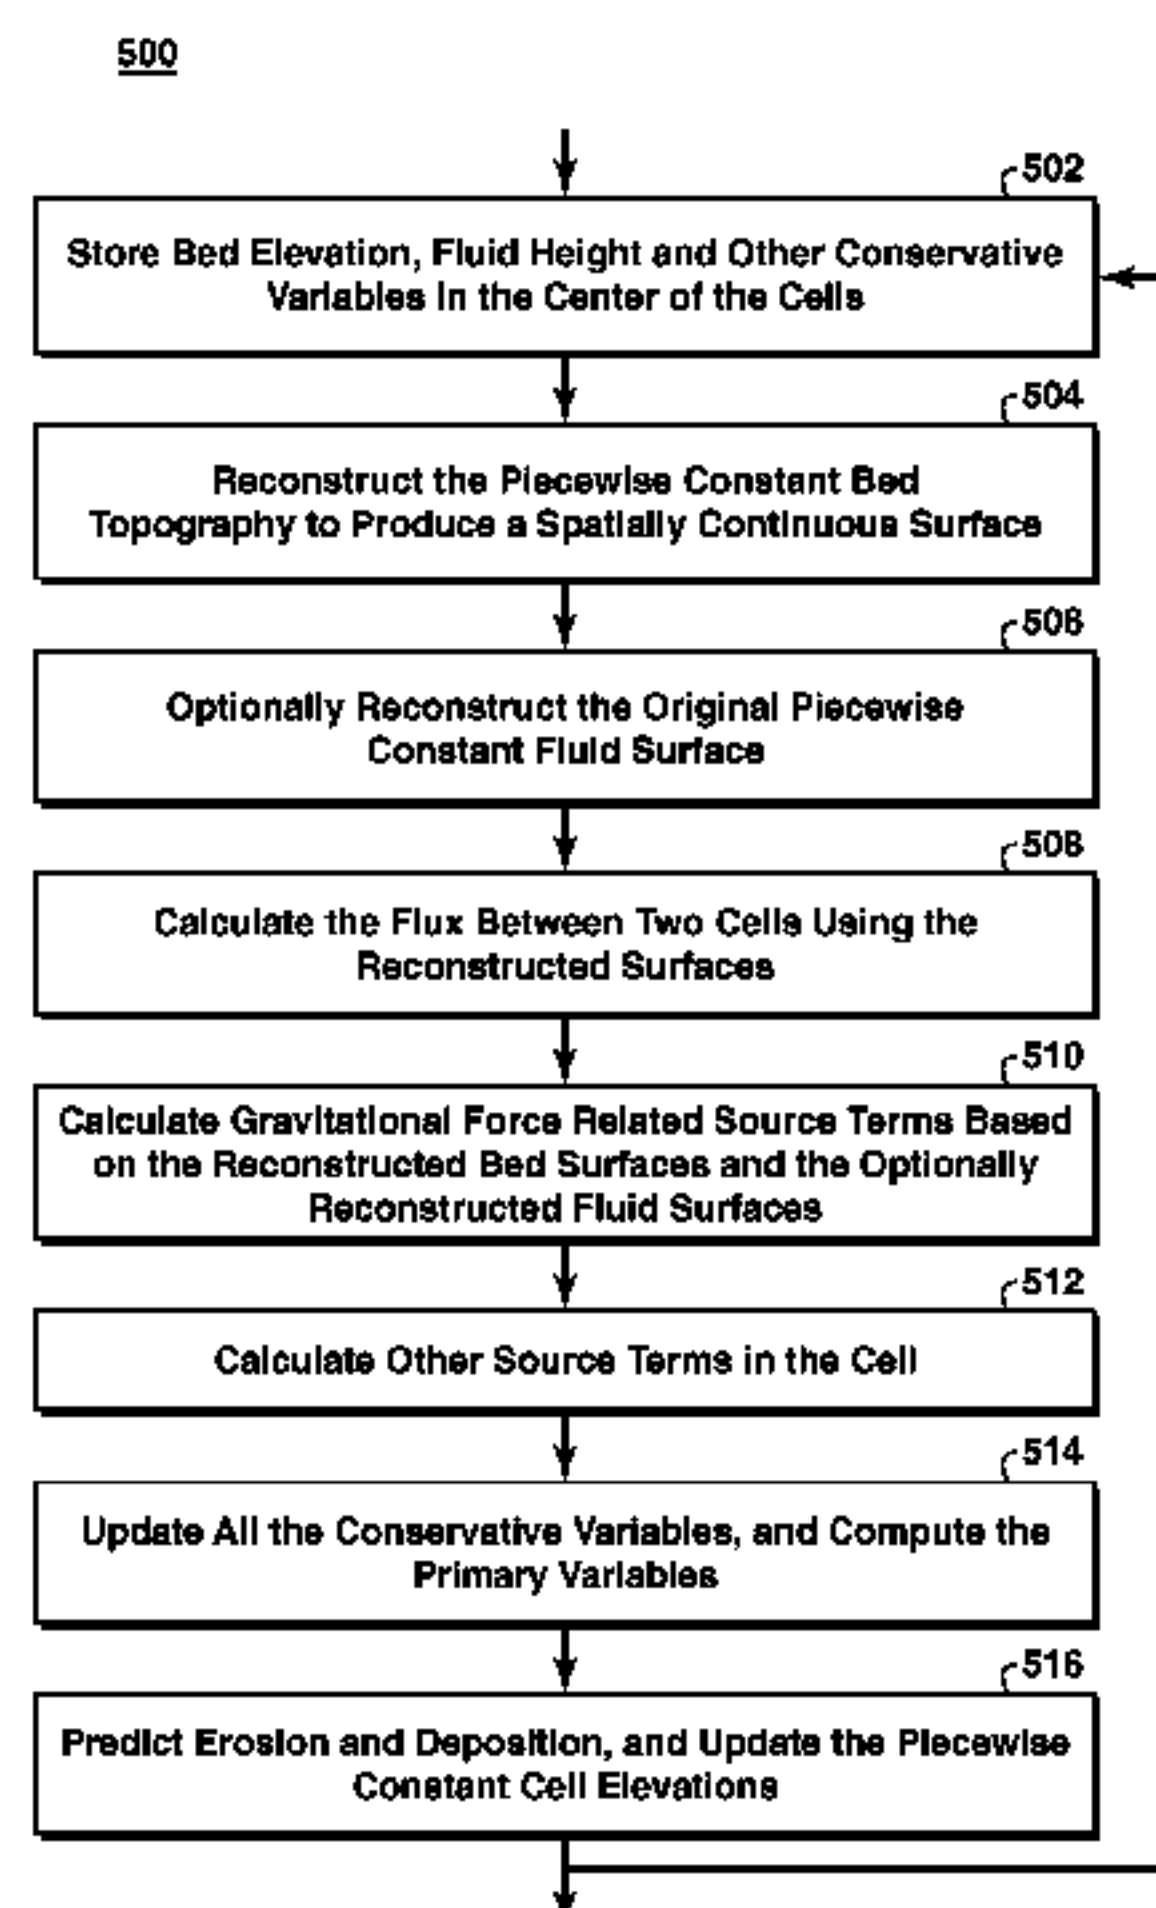 500
502
Store Bed Elevation, Fluid Height and Other Conservative
Variables in the Center of the Cells
504
Reconstruct the Piecewise Constant Bed
Topography to Produce a Spatially Continuous Surface
506
Optionally Reconstruct the Original Piecewise
Constant Fluid Surface
508
Calculate the Flux Between Two Cells Using the
Reconstructed Surfaces
510
Calculate Gravitational Force Related Source Terms Based
on the Reconstructed Bed Surfaces and the Optionally
Reconstructed Fluid Surfaces
512
Calculate Other Source Terms in the Cell
514
Update All the Conservative Variables, and Compute the
Primary Variables
516
Predict Erosion and Deposition, and Update the Piecewise
Constant Cell Elevations